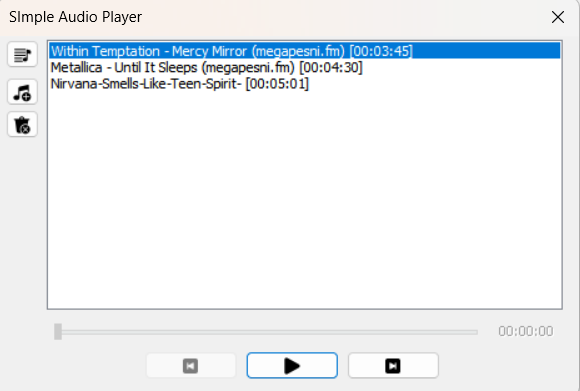 SImple Audio Player
Within Temptation - Mercy Mirror (megapesni.fm) [00:03:45]
Metallica - Until It Sleeps (megapesni.fm) [00:04:30]
Nirvana-Smells-Like-Teen-Spirit- [00:05:01]
00:00:00